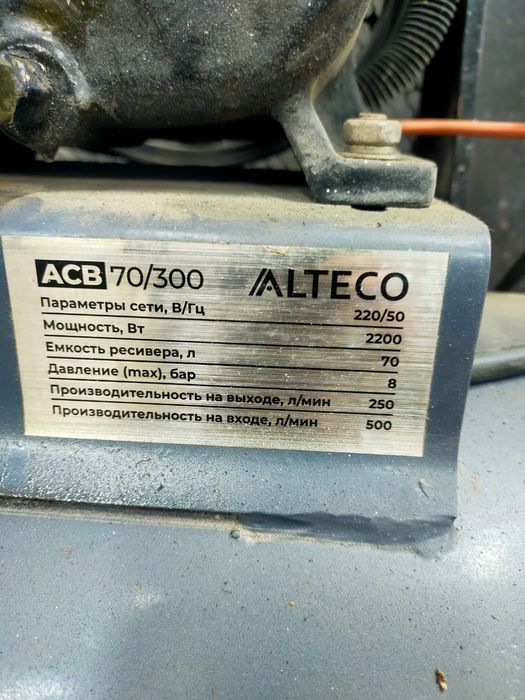 ACB 70/300 ALTECO
Параметры сети, В/Гц 220/50
Мощность, Вт 2200
Емкость ресивера, л 70
Давление (max), бар 8
Производительность на выходе, л/мин 250
Производительность на входе, л/мин 500